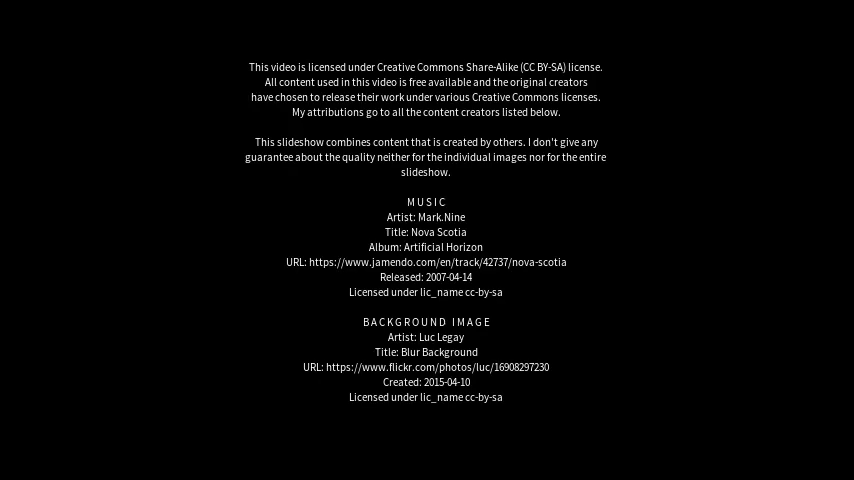 This video is licensed under Creative Commons Share-Alike (CC BY-SA) license.
All content used in this video is free available and the original creators
have chosen to release their work under various Creative Commons licenses.
My attributions go to all the content creators listed below.
This slideshow combines content that is created by others. I don't give any
guarantee about the quality neither for the individual images nor for the entire
slideshow.
MUSIC
Artist: Mark.Nine
Title: Nova Scotia
Album: Artificial Horizon
URL: https://www.jamendo.com/en/track/42737/nova-scotia
Released: 2007-04-14
Licensed under lic_name cc-by-sa
BACKGROUND IMAGE
Artist: Luc Legay
Title: Blur Background
URL: https://www.flickr.com/photos/luc/16908297230
Created: 2015-04-10
Licensed under lic_name cc-by-sa